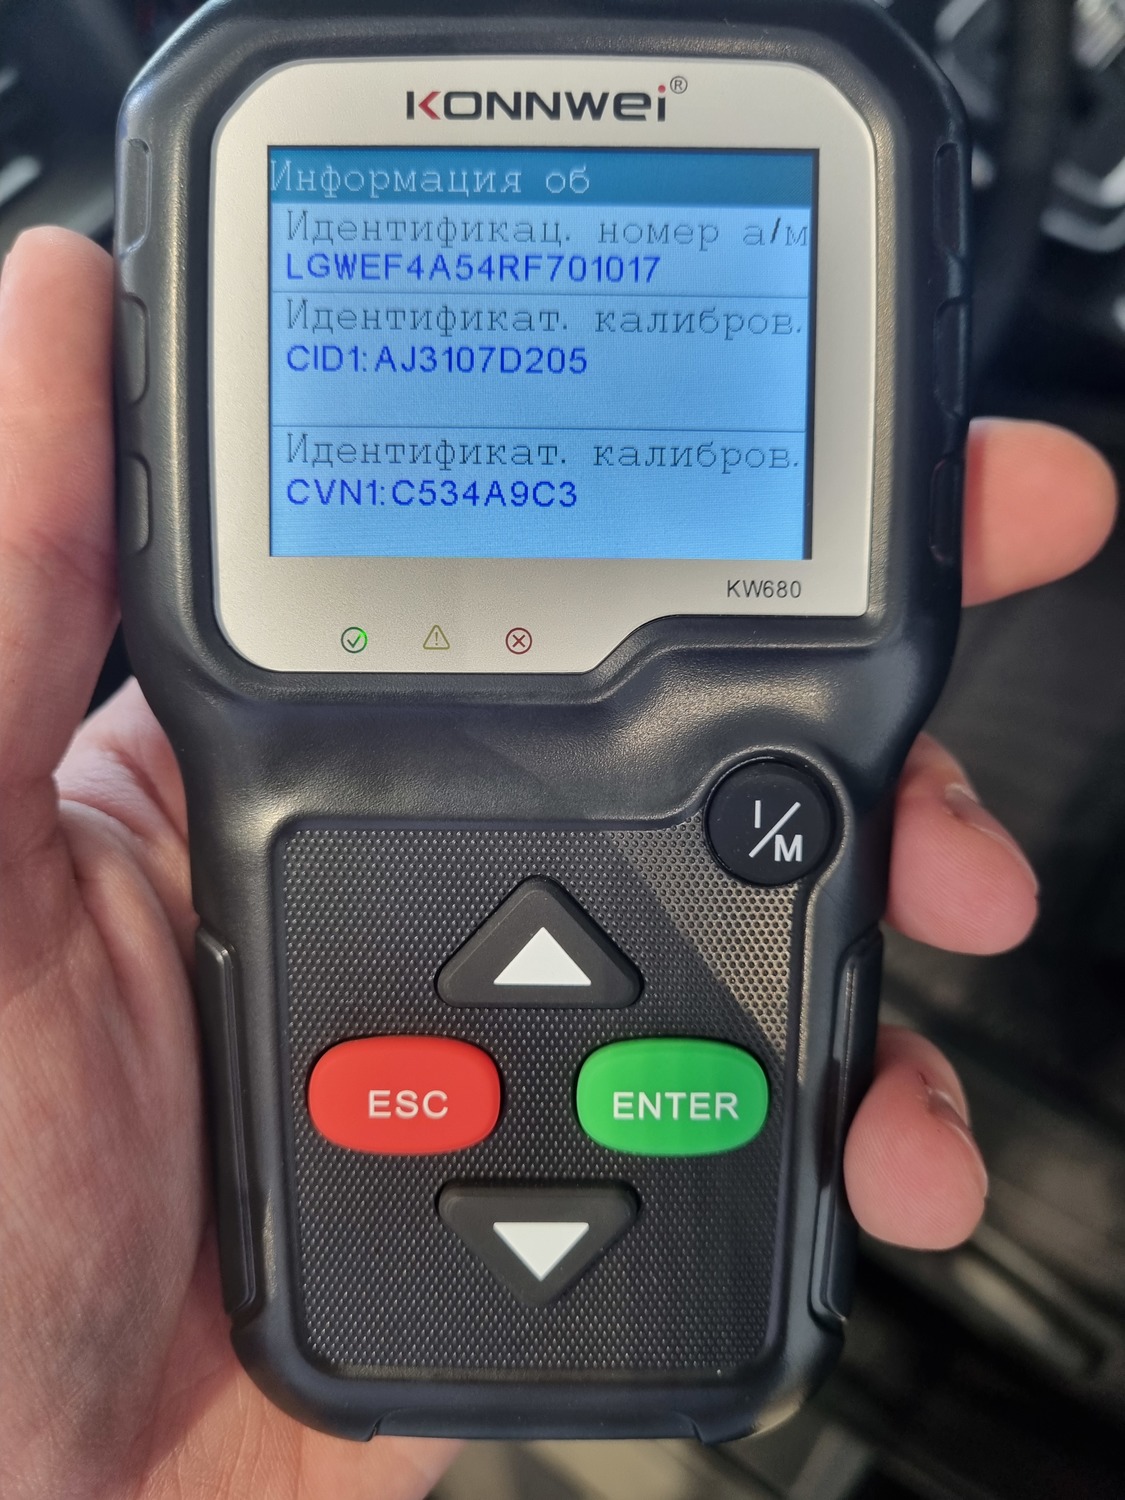 KONNWEI®
Информация об
Идентификац. номер а/м
LGWEF4A54RF701017
Идентификат. калибров.
CID1:AJ3107D205
Идентификат. калибров.
CVN1:C534A9C3
KW680
I/M
ESC
ENTER